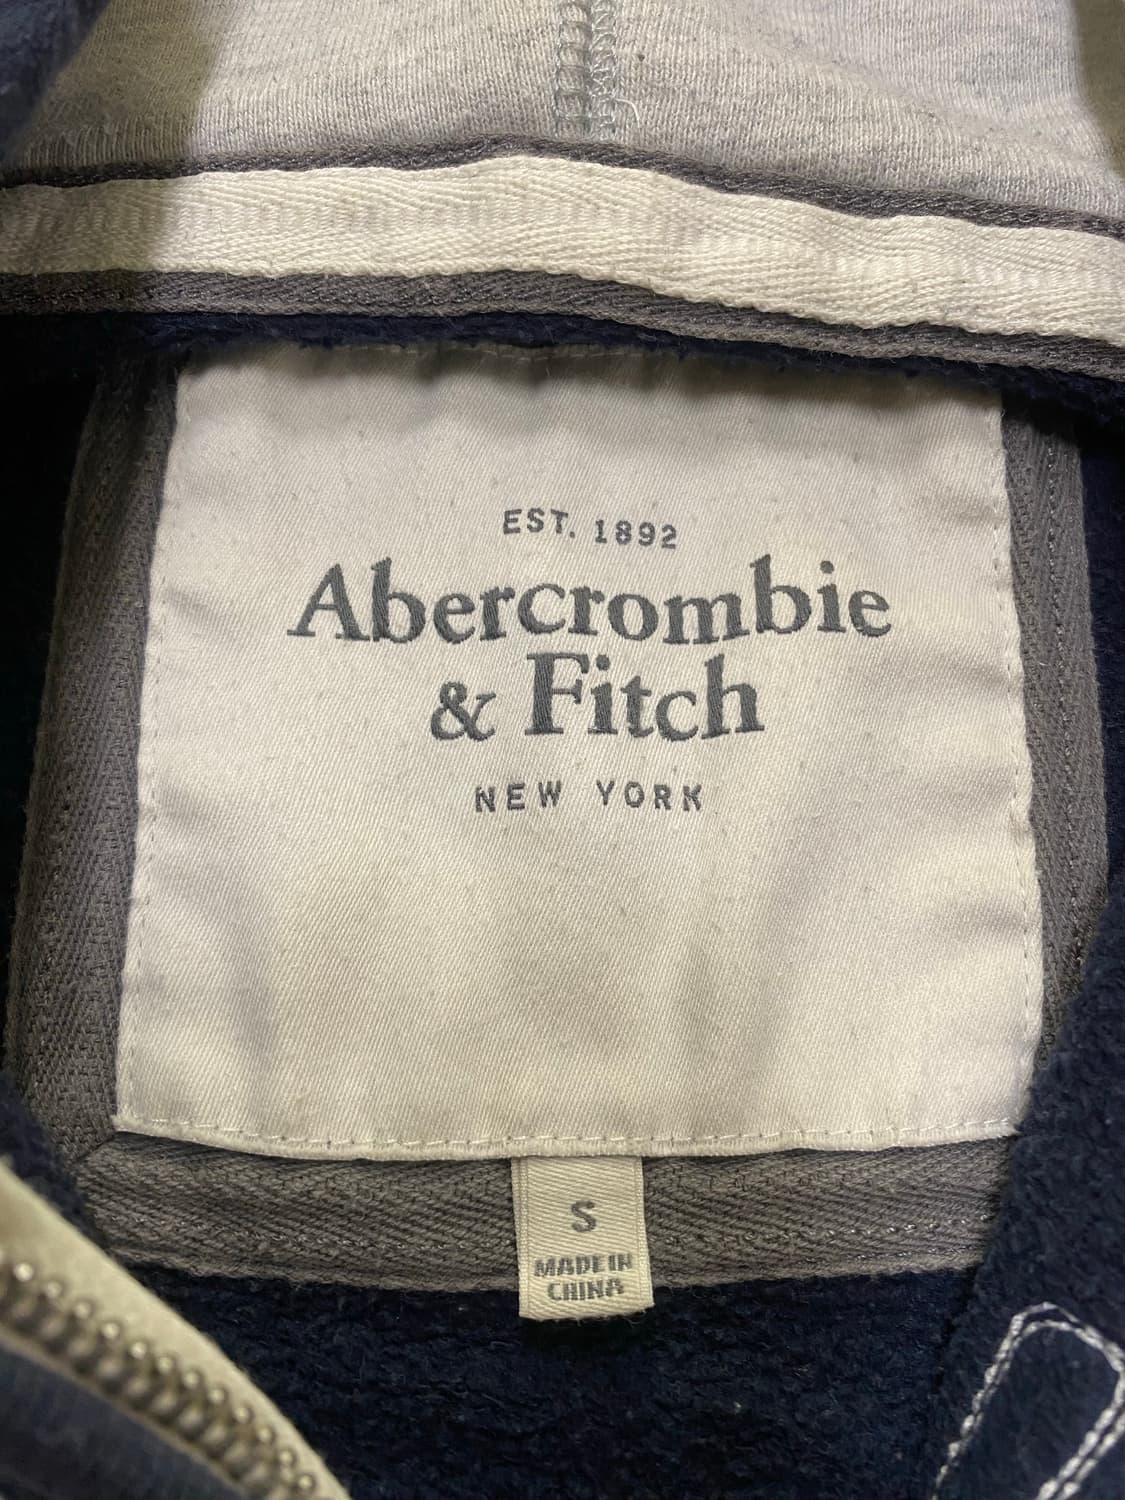 EST. 1892
Abercrombie
& Fitch
NEW YORK
S
MADE IN
CHINA